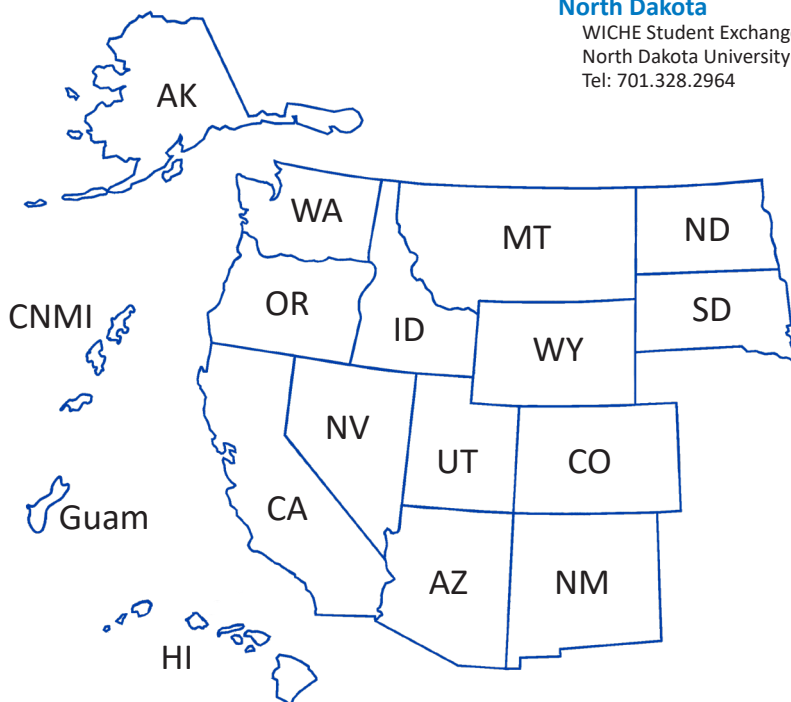 North Dakota
WICHE Student Exchange
North Dakota University
Tel: 701.328.2964
AK
WA
MT
ND
OR
ID
SD
CNMI
WY
NV
UT
CO
CA
Guam
AZ
NM
HI